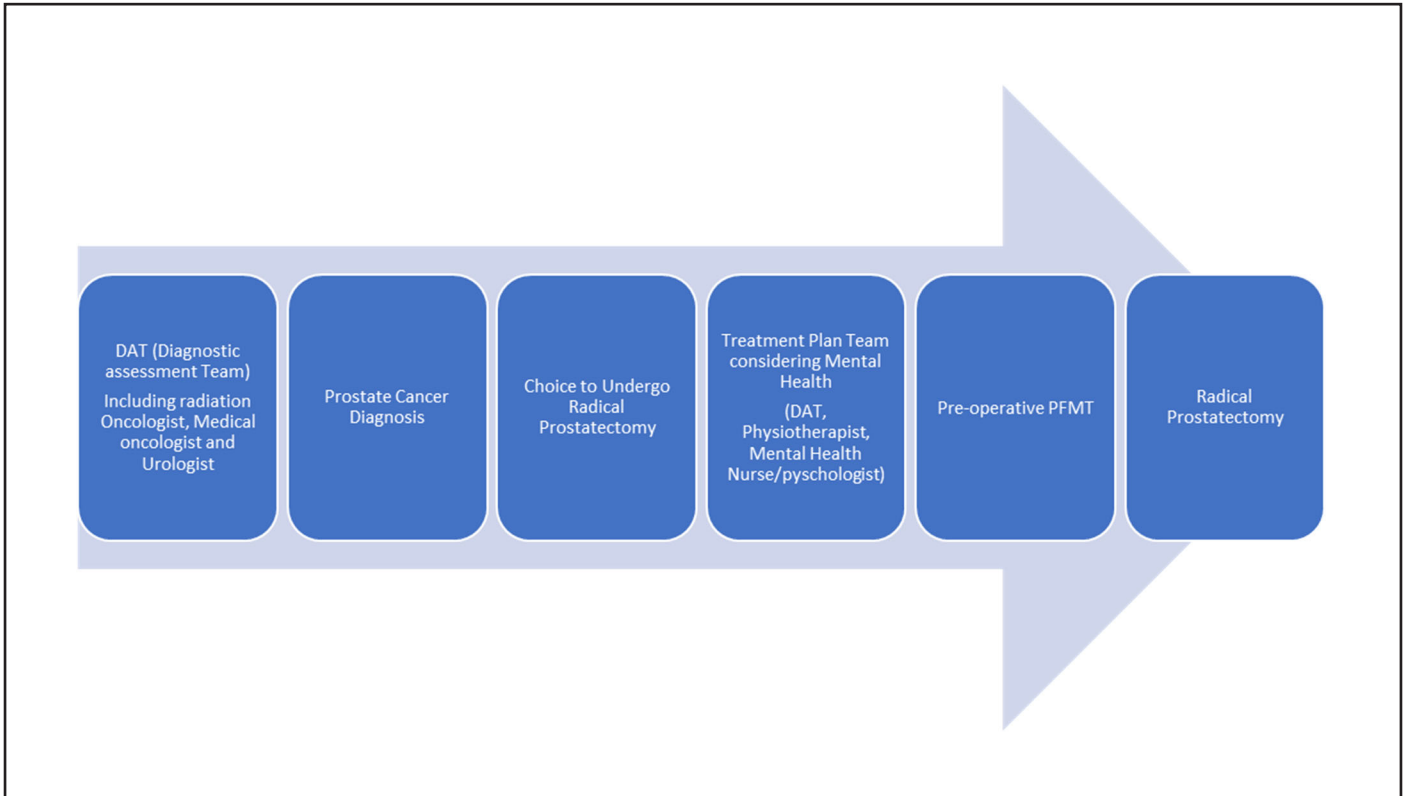 DAT (Diagnostic
assessment Team)
Including radiation
Oncologist, Medical
oncologist and
Urologist
Prostate Cancer
Diagnosis
Choice to Undergo
Radical
Prostatectomy
Treatment Plan Team
considering Mental
Health
(DAT,
Physiotherapist,
Mental Health
Nurse/pyschologist)
Pre-operative PFMT
Radical
Prostatectomy